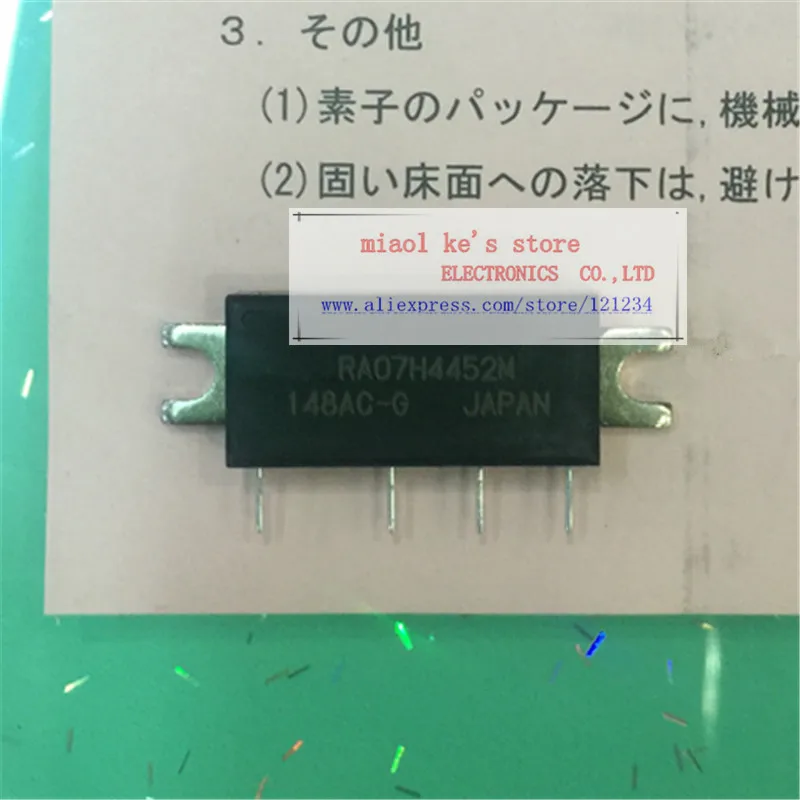 3. その他
(1)素子のパッケージに,機械
(2)固い床面への落下は,避け
miaol ke's store
ELECTRONICS CO.,LTD
www.aliexpress.com/store/121234
RA07H4452M
148AC-G JAPAN